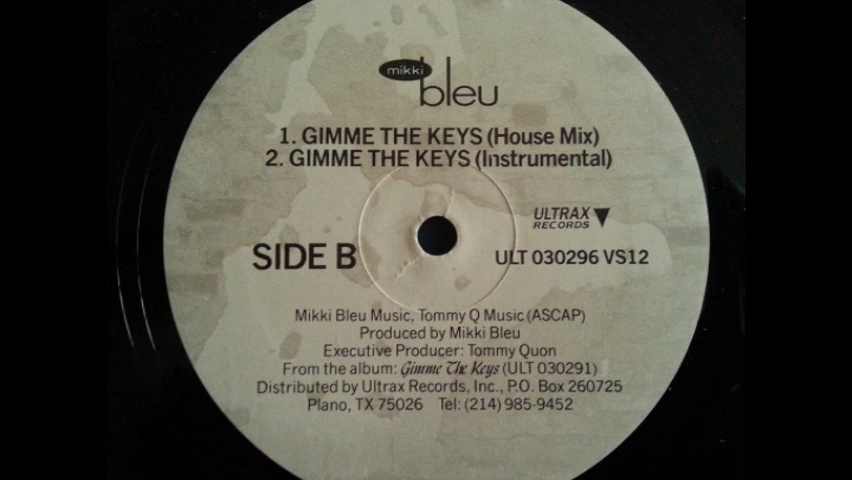 mikki
bleu
1. GIMME THE KEYS (House Mix)
2. GIMME THE KEYS (Instrumental)
ULTRAX
RECORDS
SIDE B
ULT 030296 VS12
Mikki Bleu Music, Tommy Q Music (ASCAP)
Produced by Mikki Bleu
Executive Producer: Tommy Quon
From the album: Gimme The Keys (ULT 030291)
Distributed by Ultrax Records, Inc., P.O. Box 260725
Plano, TX 75026 Tel: (214) 985-9452